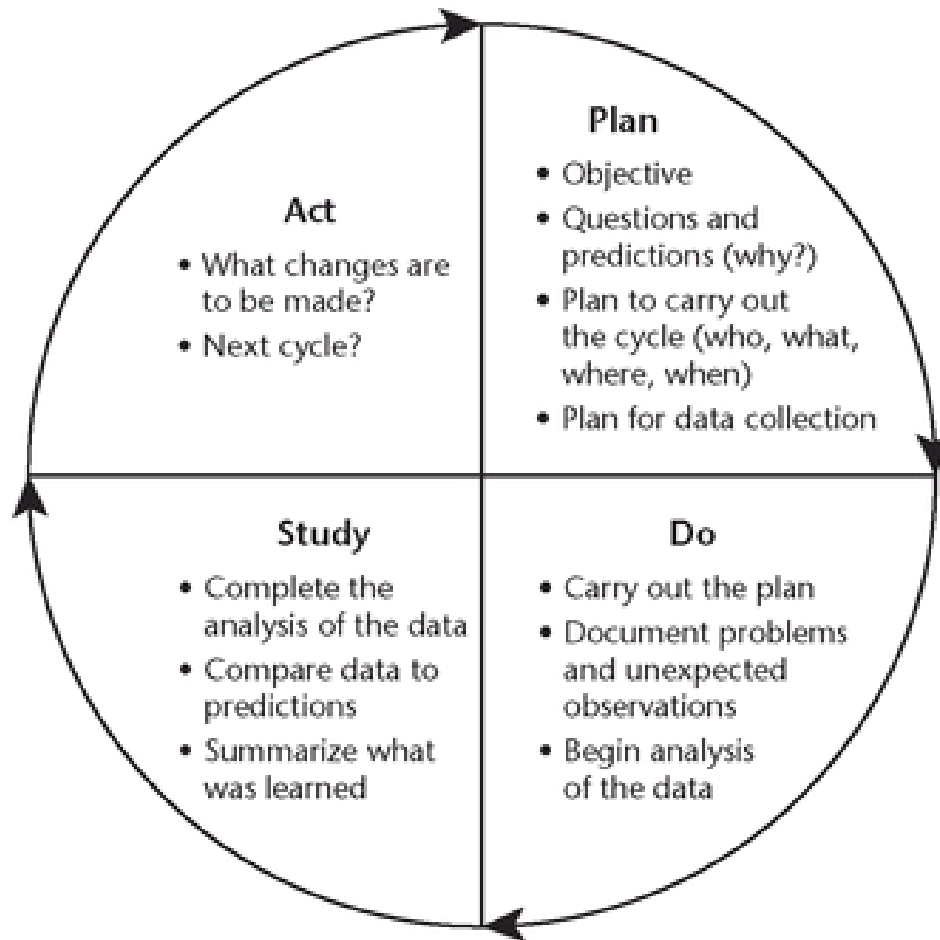 Plan
• Objective
• Questions and
predictions (why?)
• Plan to carry out
the cycle (who, what,
where, when)
• Plan for data collection
Do
• Carry out the plan
• Document problems
and unexpected
observations
• Begin analysis
of the data
Study
• Complete the
analysis of the data
• Compare data to
predictions
• Summarize what
was learned
Act
• What changes are
to be made?
• Next cycle?